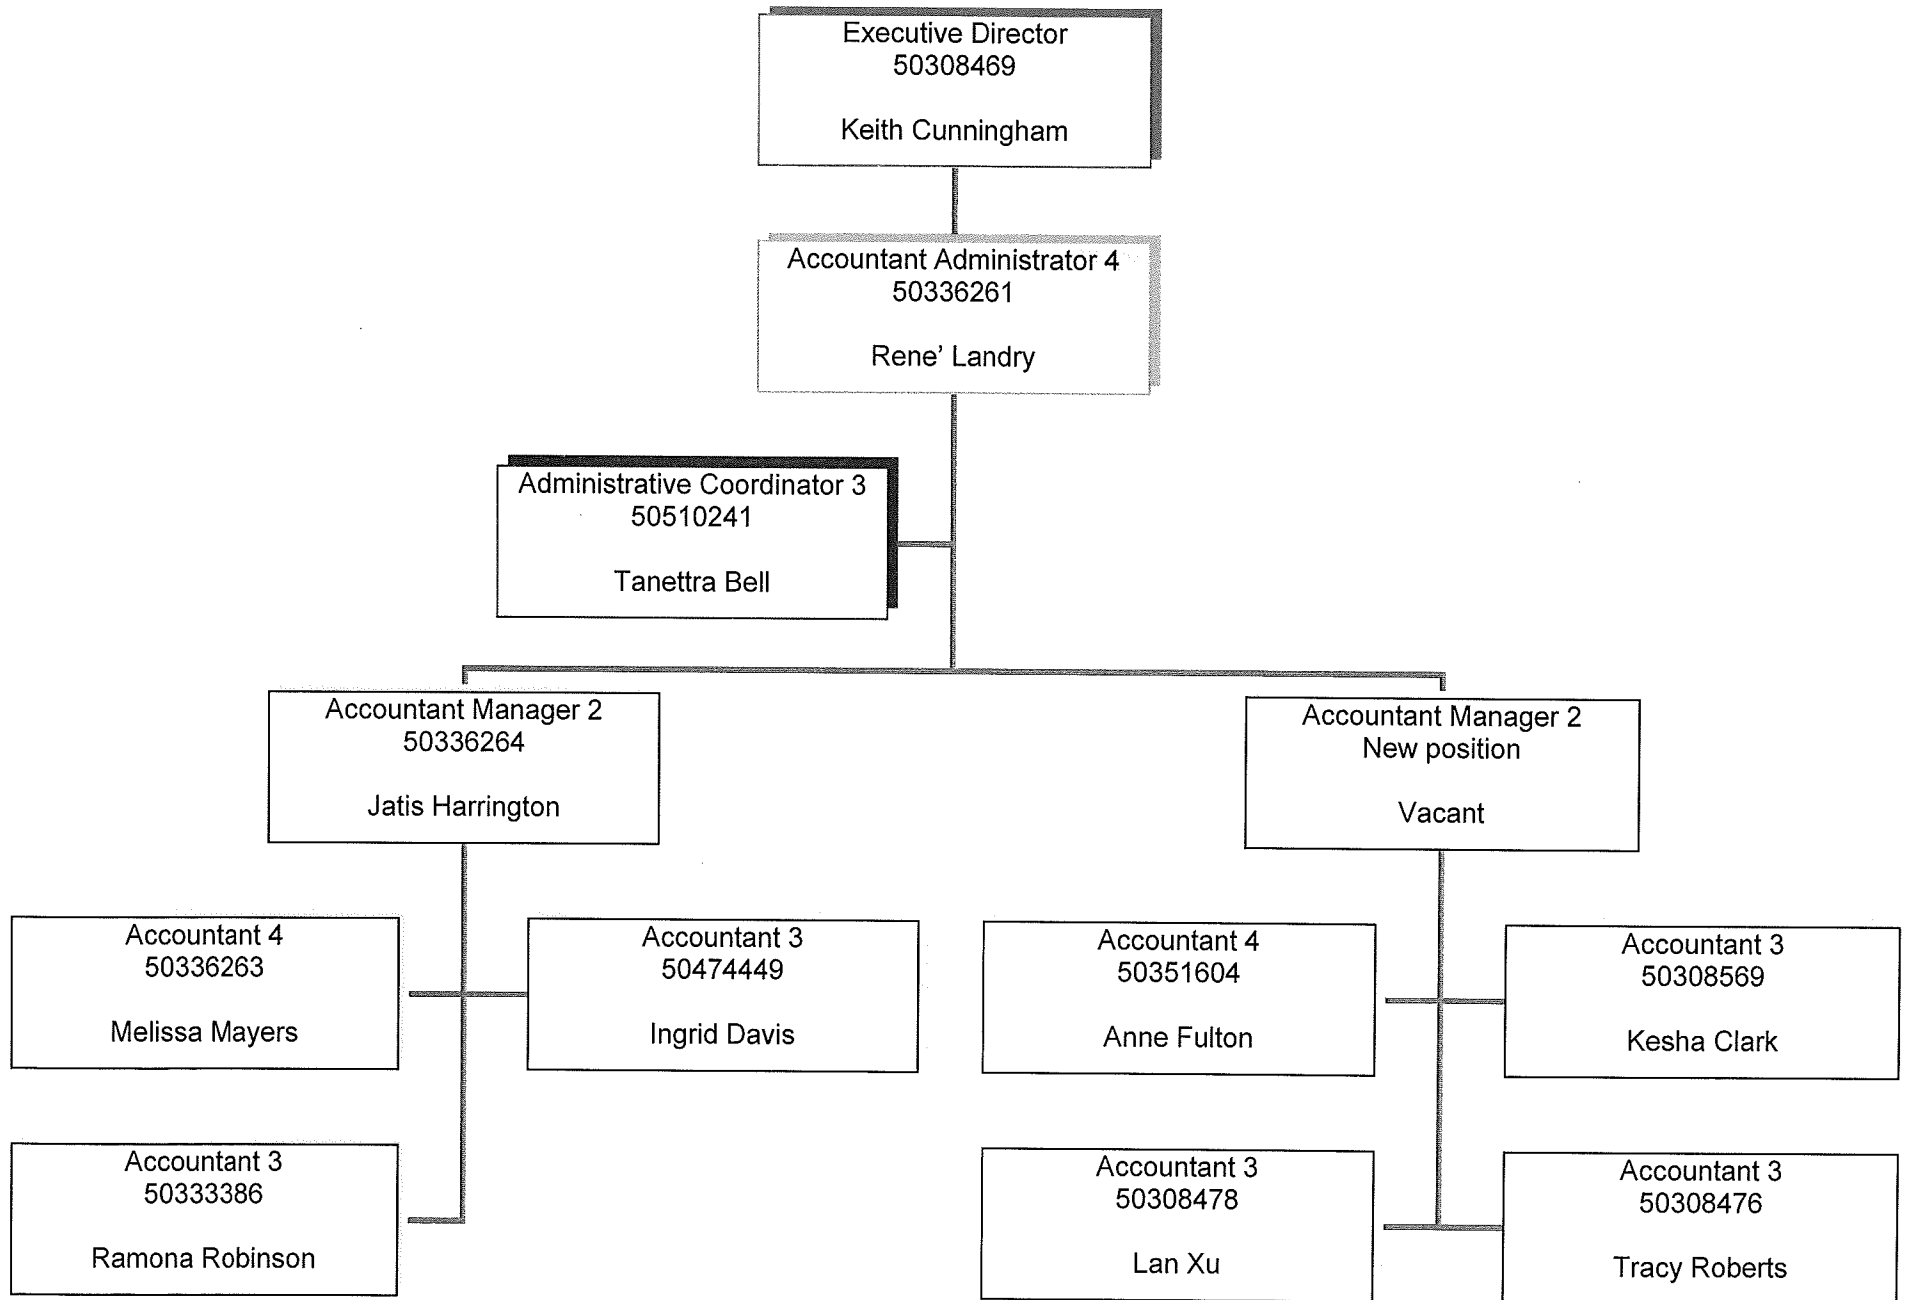 Executive Director
50308469
Keith Cunningham
Accountant Administrator 4
50336261
Rene’ Landry
Administrative Coordinator 3
50510241
Tanettra Bell
Accountant Manager 2
50336264
Jatis Harrington
Accountant Manager 2
New position
Vacant
Accountant 4
50336263
Melissa Mayers
Accountant 3
50474449
Ingrid Davis
Accountant 4
50351604
Anne Fulton
Accountant 3
50308569
Kesha Clark
Accountant 3
50333386
Ramona Robinson
Accountant 3
50308478
Lan Xu
Accountant 3
50308476
Tracy Roberts